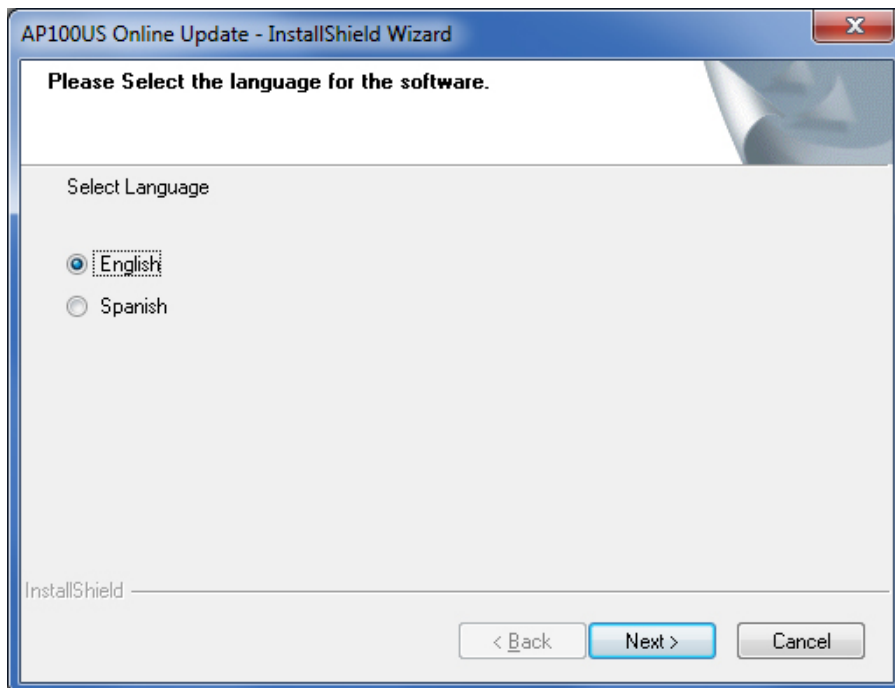 AP100US Online Update - InstallShield Wizard
Please Select the language for the software.
Select Language
English
Spanish
InstallShield
< Back Next > Cancel